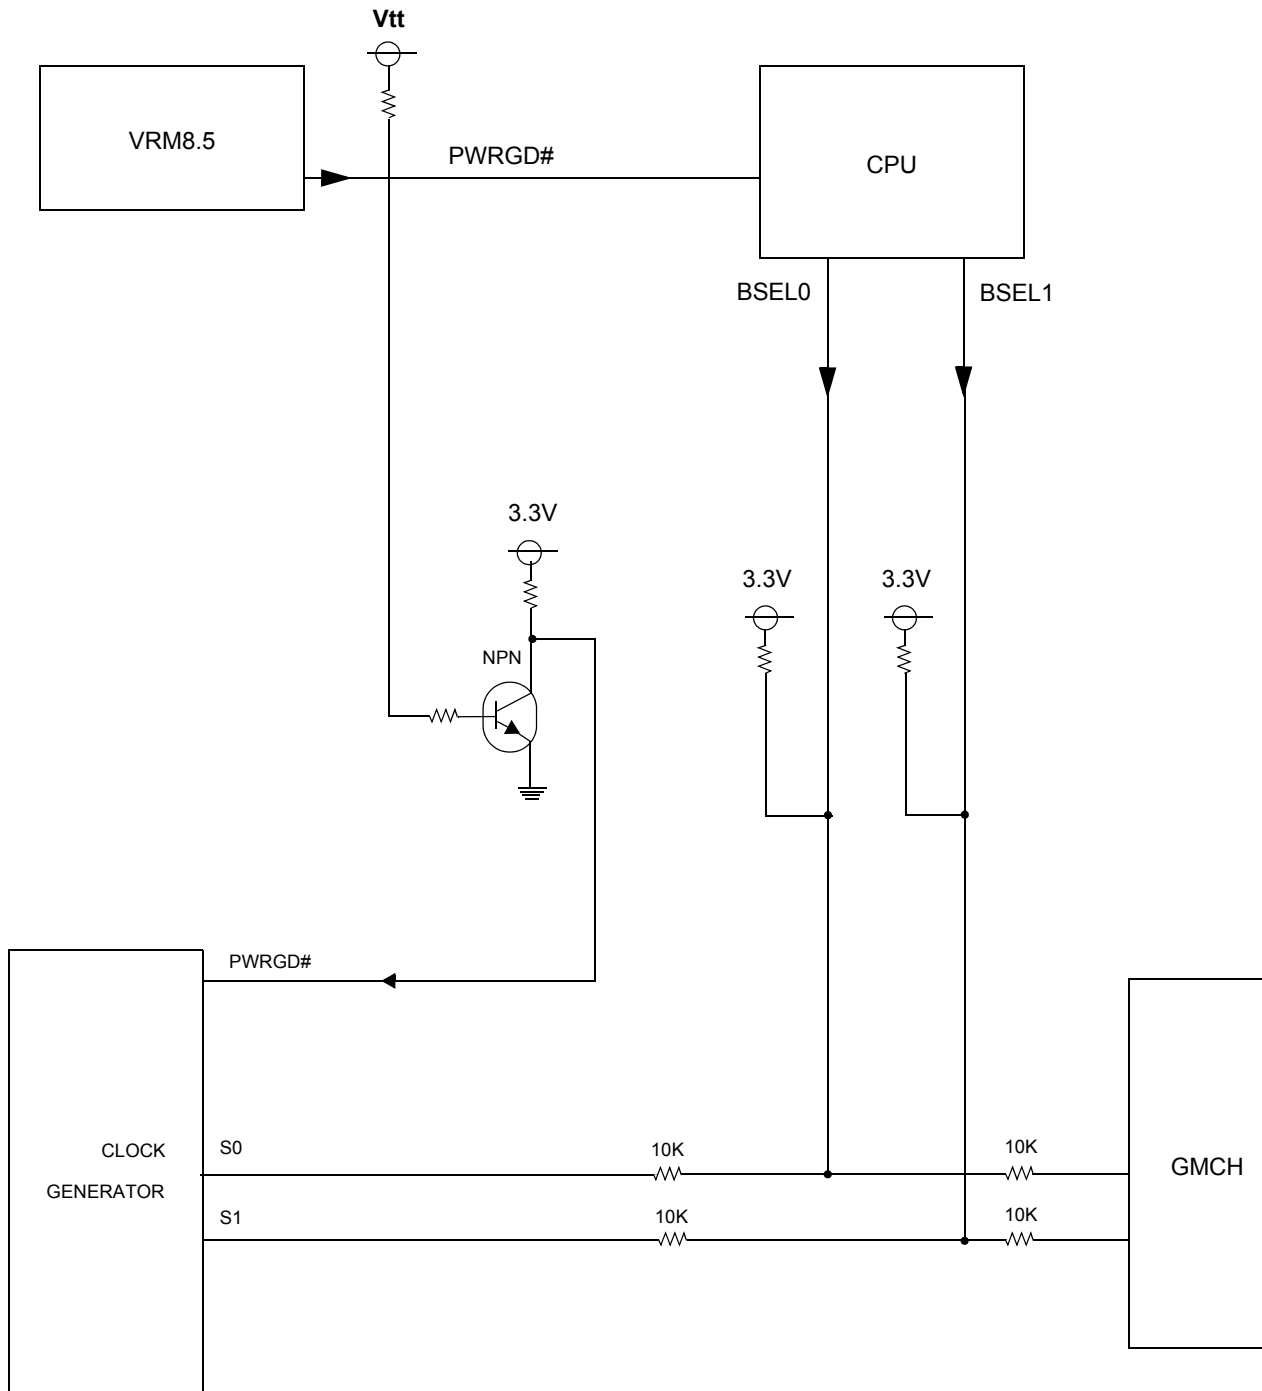 Vtt
VRM8.5
PWRGD#
CPU
BSEL0
BSEL1
3.3V
3.3V
3.3V
NPN
PWRGD#
CLOCK
GENERATOR
S0
10K
10K
GMCH
S1
10K
10K